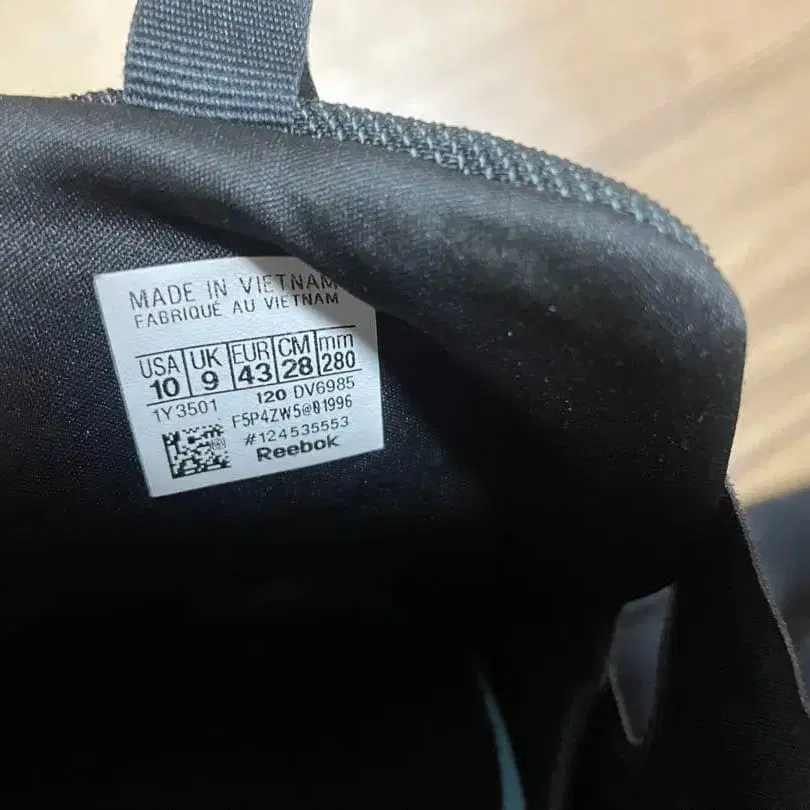 MADE IN VIETNAM
FABRIQUÉ AU VIETNAM
USA UK EUR CM mm
10 9 43 28 280
1Y3501 120 DV6985
F5P4ZW5@01996
#124535553
Reebok